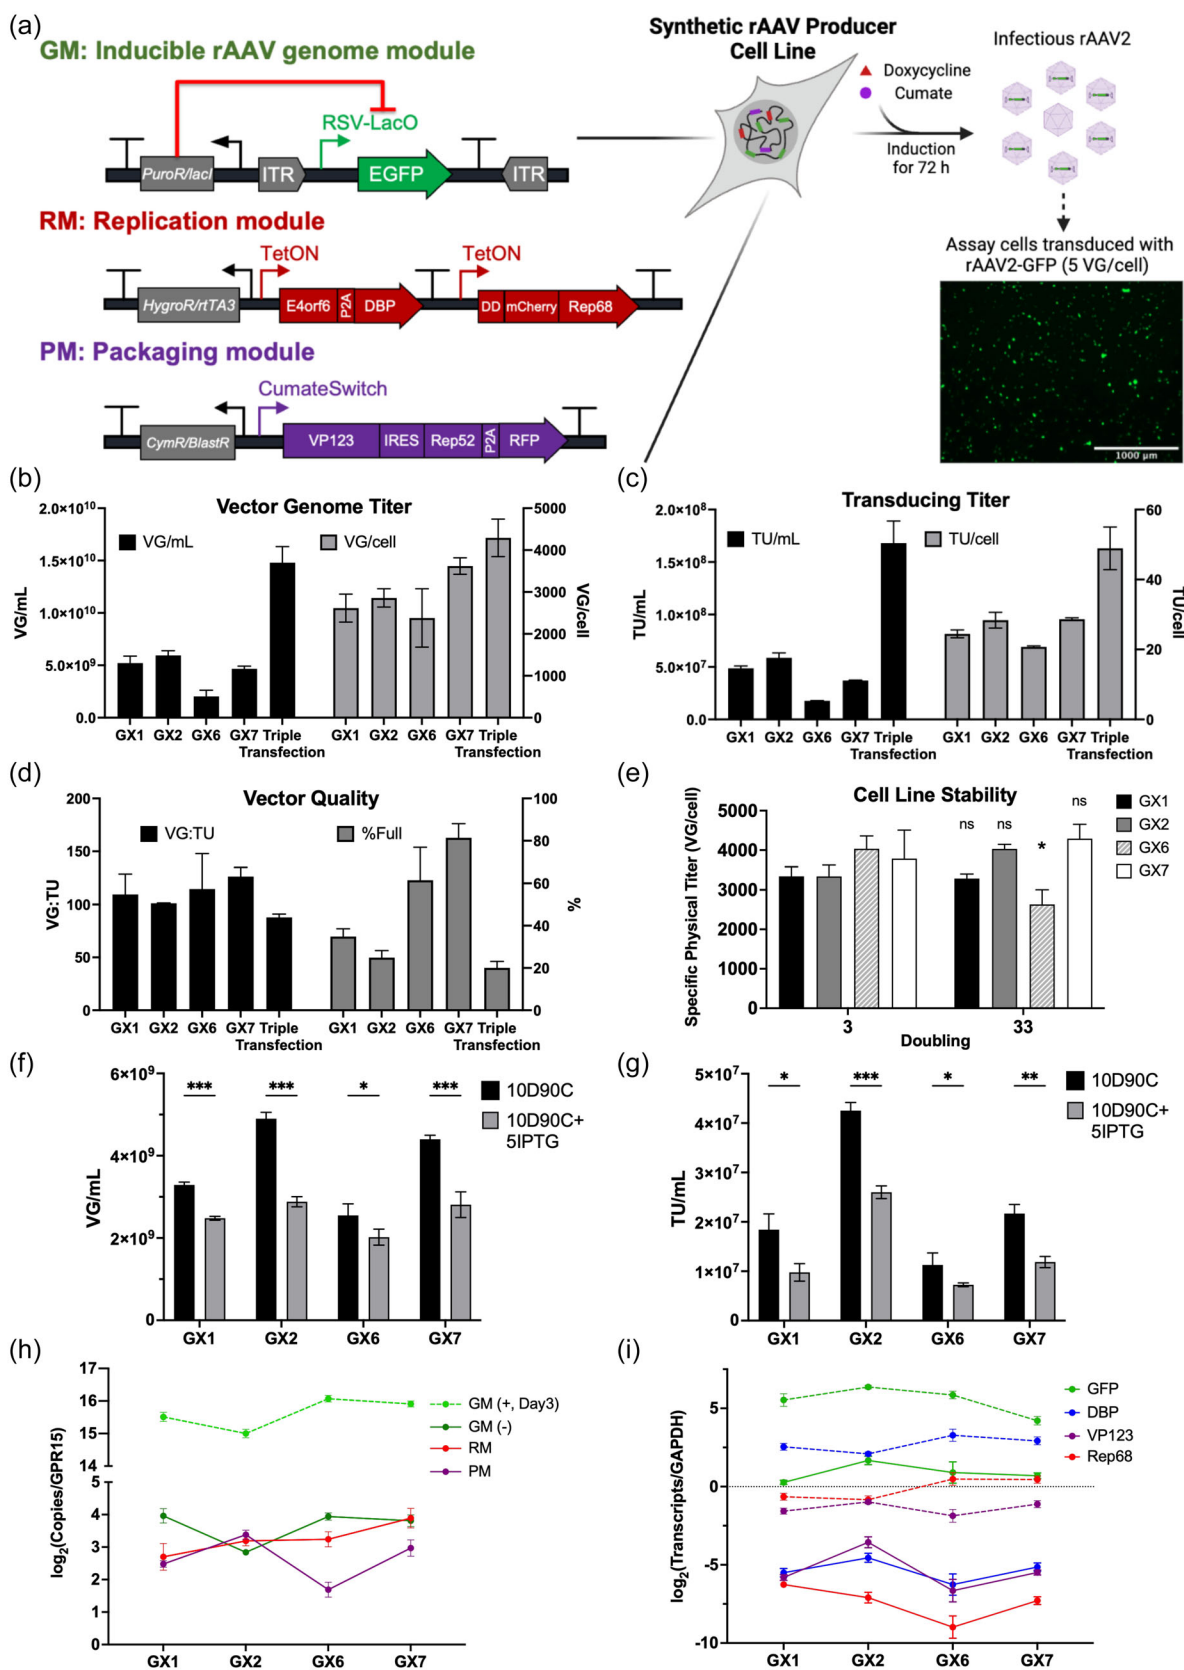 (a)
GM: Inducible rAAV genome module
RSV-LacO
PuroR/lacI
ITR
EGFP
ITR
RM: Replication module
TetON
TetON
HygroR/rtTA3
E4orf6
P2A
DBP
DD
mCherry
Rep68
PM: Packaging module
CumateSwitch
CymR/BlastR
VP123
IRES
Rep52
P2A
RFP
Synthetic rAAV Producer
Cell Line
Doxycycline
Cumate
Induction
for 72 h
Infectious rAAV2
Assay cells transduced with
rAAV2-GFP (5 VG/cell)
1000 µm
(b)
Vector Genome Titer
VG/mL
VG/cell
2.0×10^10
1.5×10^10
1.0×10^10
5.0×10^9
0.0
VG/mL
5000
4000
3000
2000
1000
0
VG/cell
GX1 GX2 GX6 GX7 Triple
Transfection
GX1 GX2 GX6 GX7 Triple
Transfection
(c)
Transducing Titer
TU/mL
TU/cell
2.0×10^8
1.5×10^8
1.0×10^8
5.0×10^7
0.0
TU/mL
60
40
20
0
TU/cell
GX1 GX2 GX6 GX7 Triple
Transfection
GX1 GX2 GX6 GX7 Triple
Transfection
(d)
Vector Quality
VG:TU
%Full
200
150
100
50
0
VG:TU
100
80
60
40
20
0
%
GX1 GX2 GX6 GX7 Triple
Transfection
GX1 GX2 GX6 GX7 Triple
Transfection
(e)
Cell Line Stability
GX1
GX2
GX6
GX7
ns
ns
*
ns
5000
4000
3000
2000
1000
0
Specific Physical Titer (VG/cell)
3
33
Doubling
(f)
6×10^9
4×10^9
2×10^9
0
VG/mL
***
***
*
***
10D90C
10D90C+
5IPTG
GX1 GX2 GX6 GX7
(g)
5×10^7
4×10^7
3×10^7
2×10^7
1×10^7
0
TU/mL
*
***
*
**
10D90C
10D90C+
5IPTG
GX1 GX2 GX6 GX7
(h)
17
16
15
5
4
3
2
1
0
log2(Copies/GPR15)
GM (+, Day3)
GM (-)
RM
PM
GX1 GX2 GX6 GX7
(i)
5
0
-5
-10
log2(Transcripts/GAPDH)
GFP
DBP
VP123
Rep68
GX1 GX2 GX6 GX7